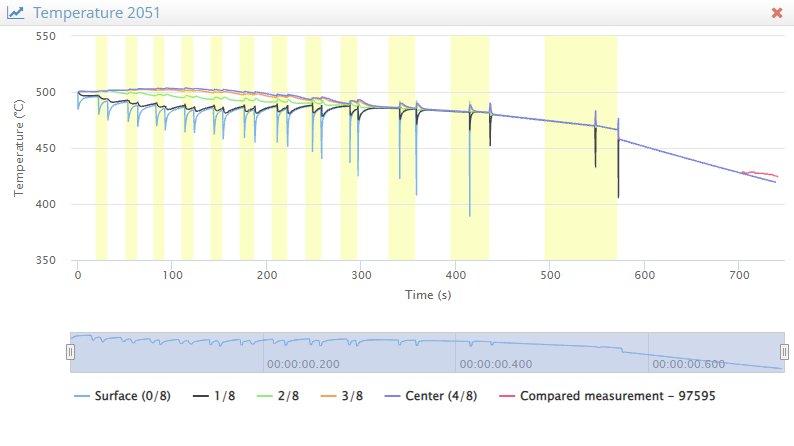 Temperature 2051
550
500
450
400
350
Temperature (°C)
0 100 200 300 400 500 600 700
Time (s)
00:00:00.200 00:00:00.400 00:00:00.600
Surface (0/8) 1/8 2/8 3/8 Center (4/8) Compared measurement - 97595